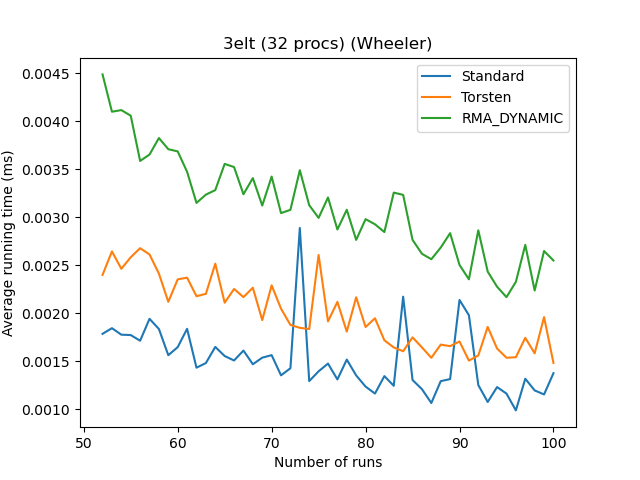 3elt (32 procs) (Wheeler)
Standard
Torsten
RMA_DYNAMIC
Average running time (ms)
0.0045
0.0040
0.0035
0.0030
0.0025
0.0020
0.0015
0.0010
50 60 70 80 90 100
Number of runs